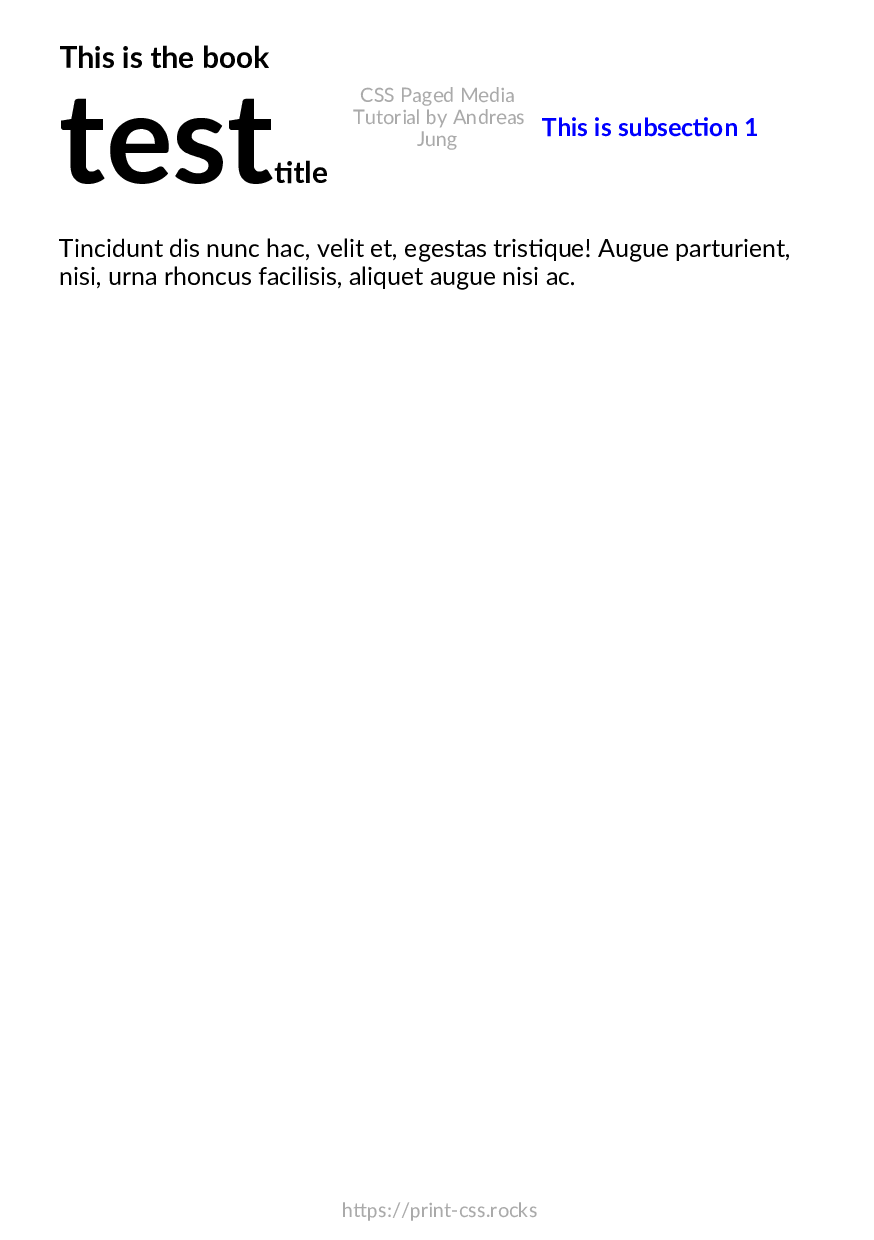 This is the book
testtitle
CSS Paged Media
Tutorial by Andreas
Jung
This is subsection 1
Tincidunt dis nunc hac, velit et, egestas tristique! Augue parturient,
nisi, urna rhoncus facilisis, aliquet augue nisi ac.
https://print-css.rocks